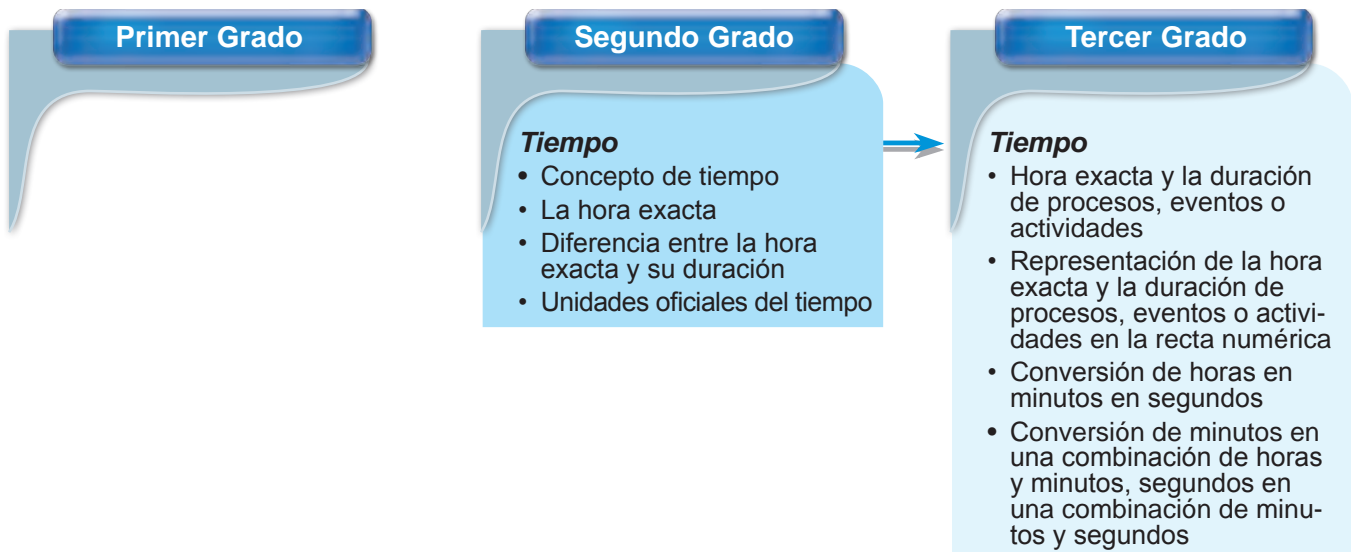 Primer Grado
Segundo Grado
Tiempo
• Concepto de tiempo
• La hora exacta
• Diferencia entre la hora
exacta y su duración
• Unidades oficiales del tiempo
Tercer Grado
Tiempo
• Hora exacta y la duración
de procesos, eventos o
actividades
• Representación de la hora
exacta y la duración de
procesos, eventos o activi-
dades en la recta numérica
• Conversión de horas en
minutos en segundos
• Conversión de minutos en
una combinación de horas
y minutos, segundos en
una combinación de minu-
tos y segundos